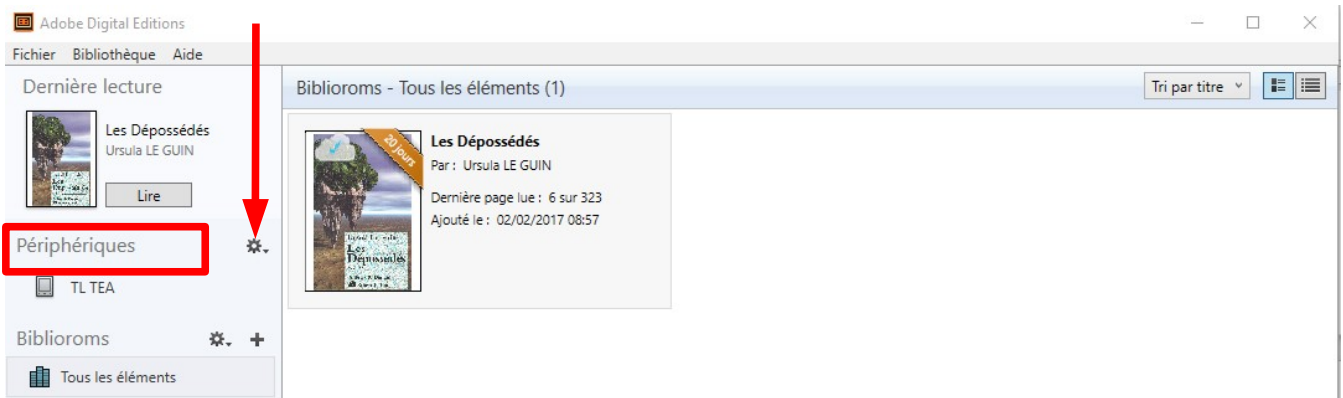 Adobe Digital Editions
Fichier Bibliothèque Aide
Dernière lecture
Les Dépossédés
Ursula LE GUIN
Lire
Périphériques
TL TEA
Biblioroms
Tous les éléments
Biblioroms - Tous les éléments (1)
Tri par titre
20 jours
Les Dépossédés
Par : Ursula LE GUIN
Dernière page lue : 6 sur 323
Ajouté le : 02/02/2017 08:57
Les
Dépossédés